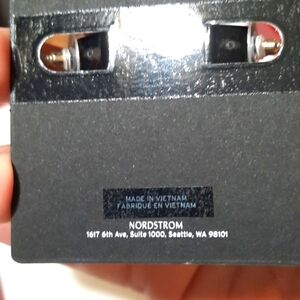 MADE IN VIETNAM
FABRIQUÉ EN VIETNAM
NORDSTROM
1617 6th Ave, Suite 1000, Seattle, WA 98101